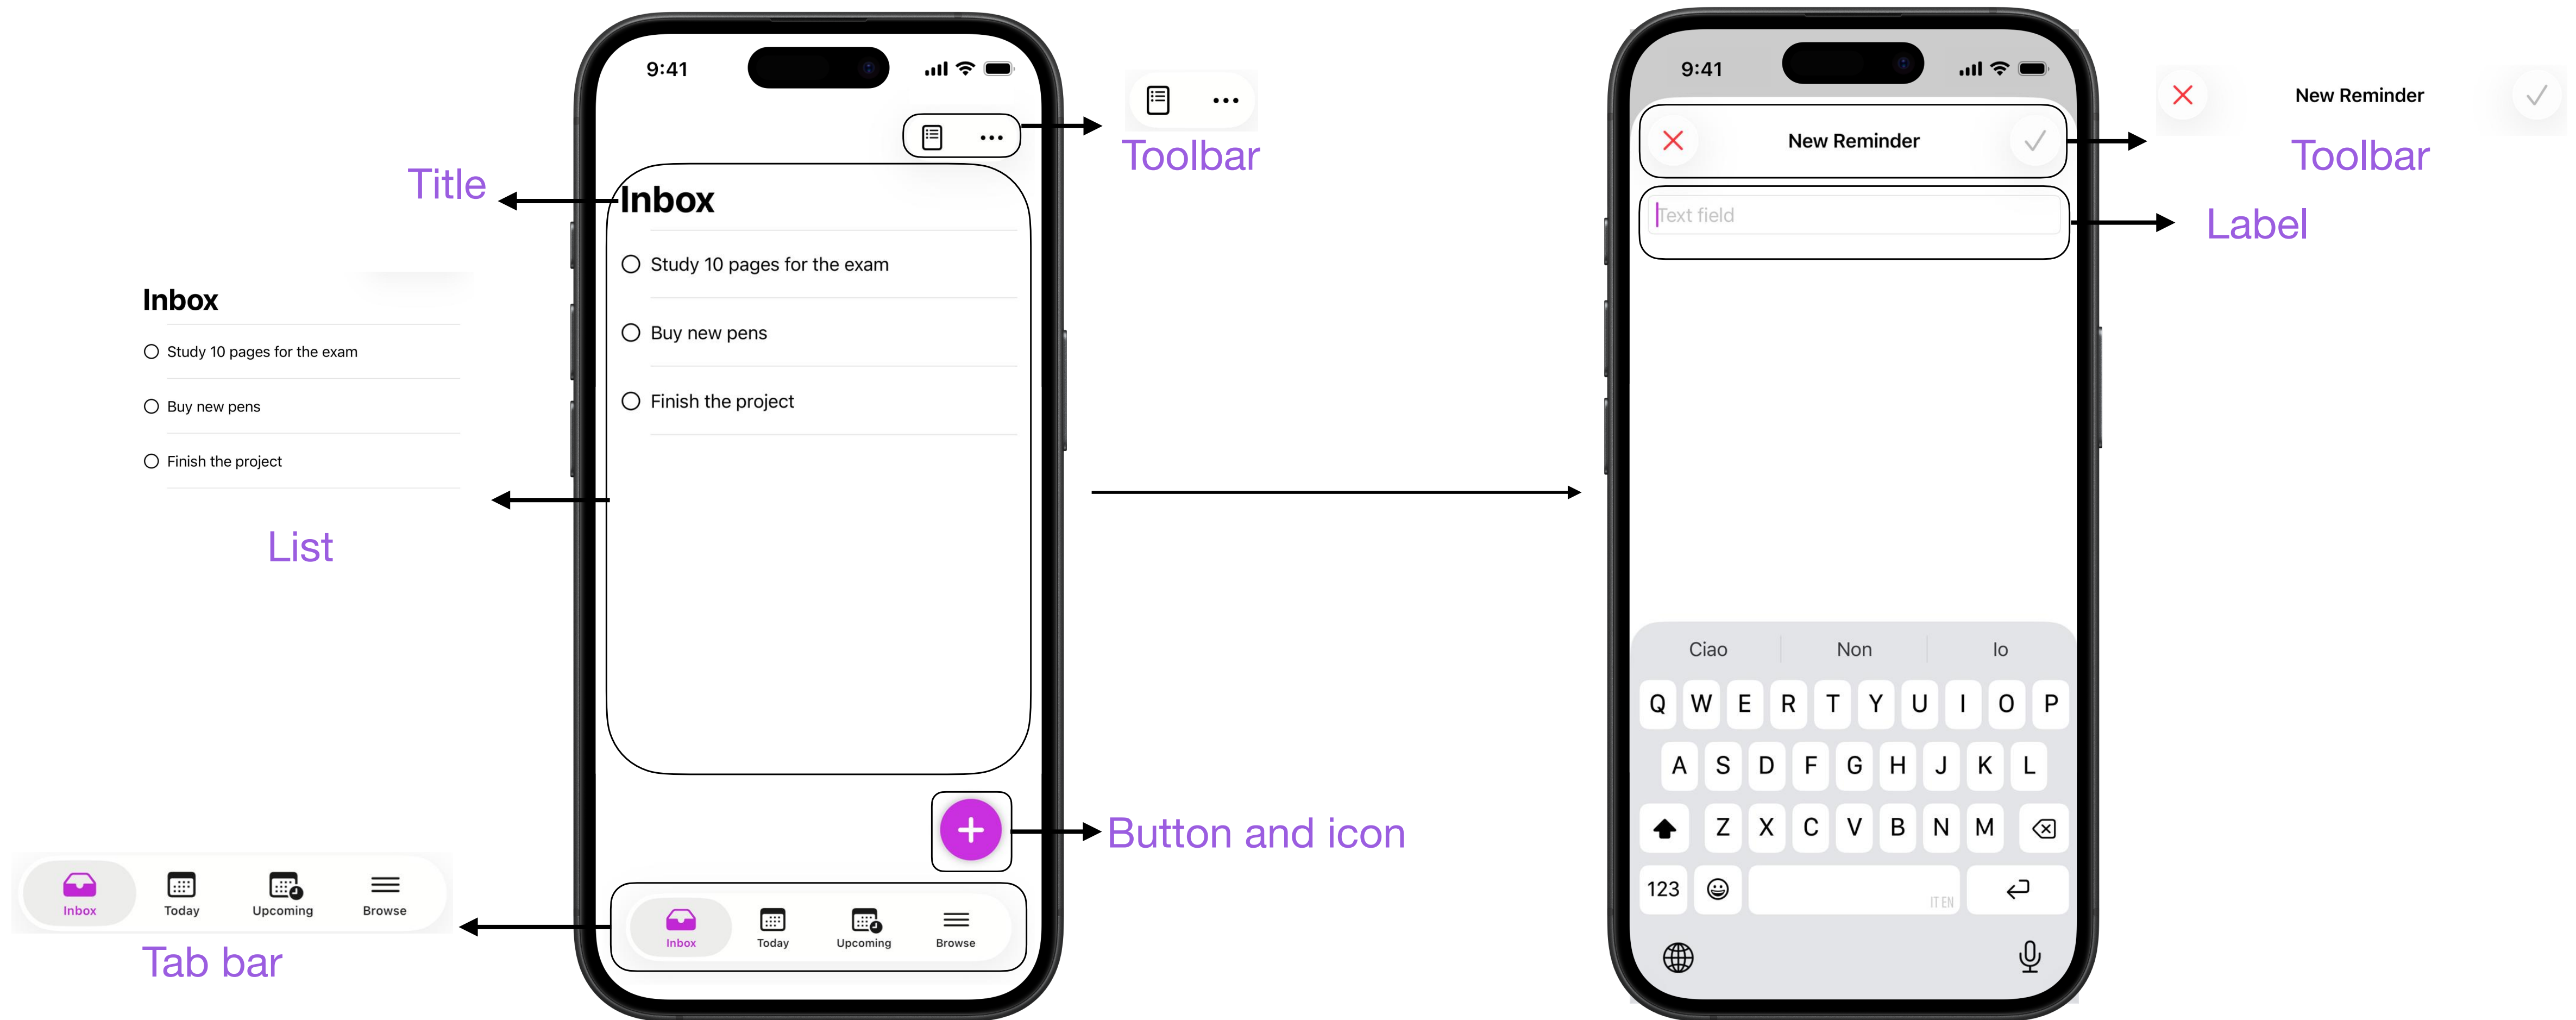 Title
Inbox
Study 10 pages for the exam
Buy new pens
Finish the project
List
Inbox
Today
Upcoming
Browse
Tab bar
9:41
Inbox
Study 10 pages for the exam
Buy new pens
Finish the project
Inbox
Today
Upcoming
Browse
Toolbar
Button and icon
9:41
New Reminder
Text field
Ciao
Non
Io
Q W E R T Y U I O P
A S D F G H J K L
Z X C V B N M
123
IT EN
New Reminder
Toolbar
Label